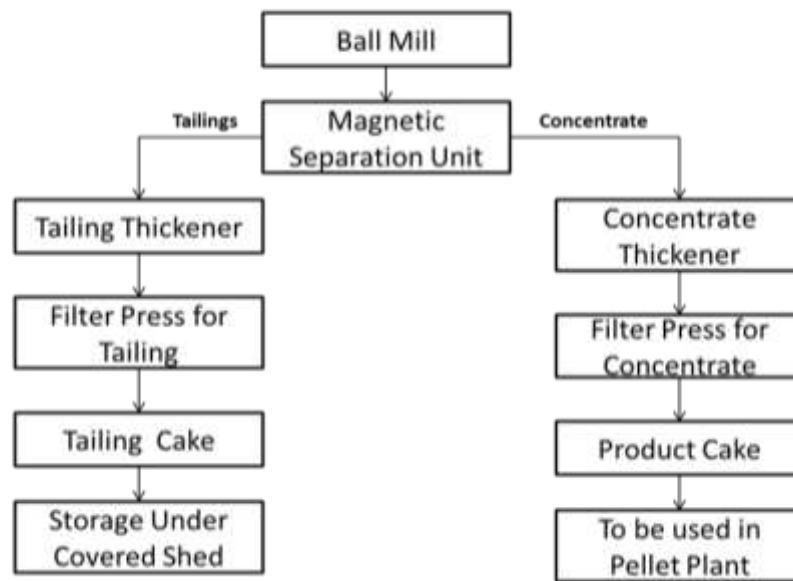 Ball Mill
Tailings
Magnetic
Separation Unit
Concentrate
Tailing Thickener
Filter Press for
Tailing
Tailing Cake
Storage Under
Covered Shed
Concentrate
Thickener
Filter Press for
Concentrate
Product Cake
To be used in
Pellet Plant